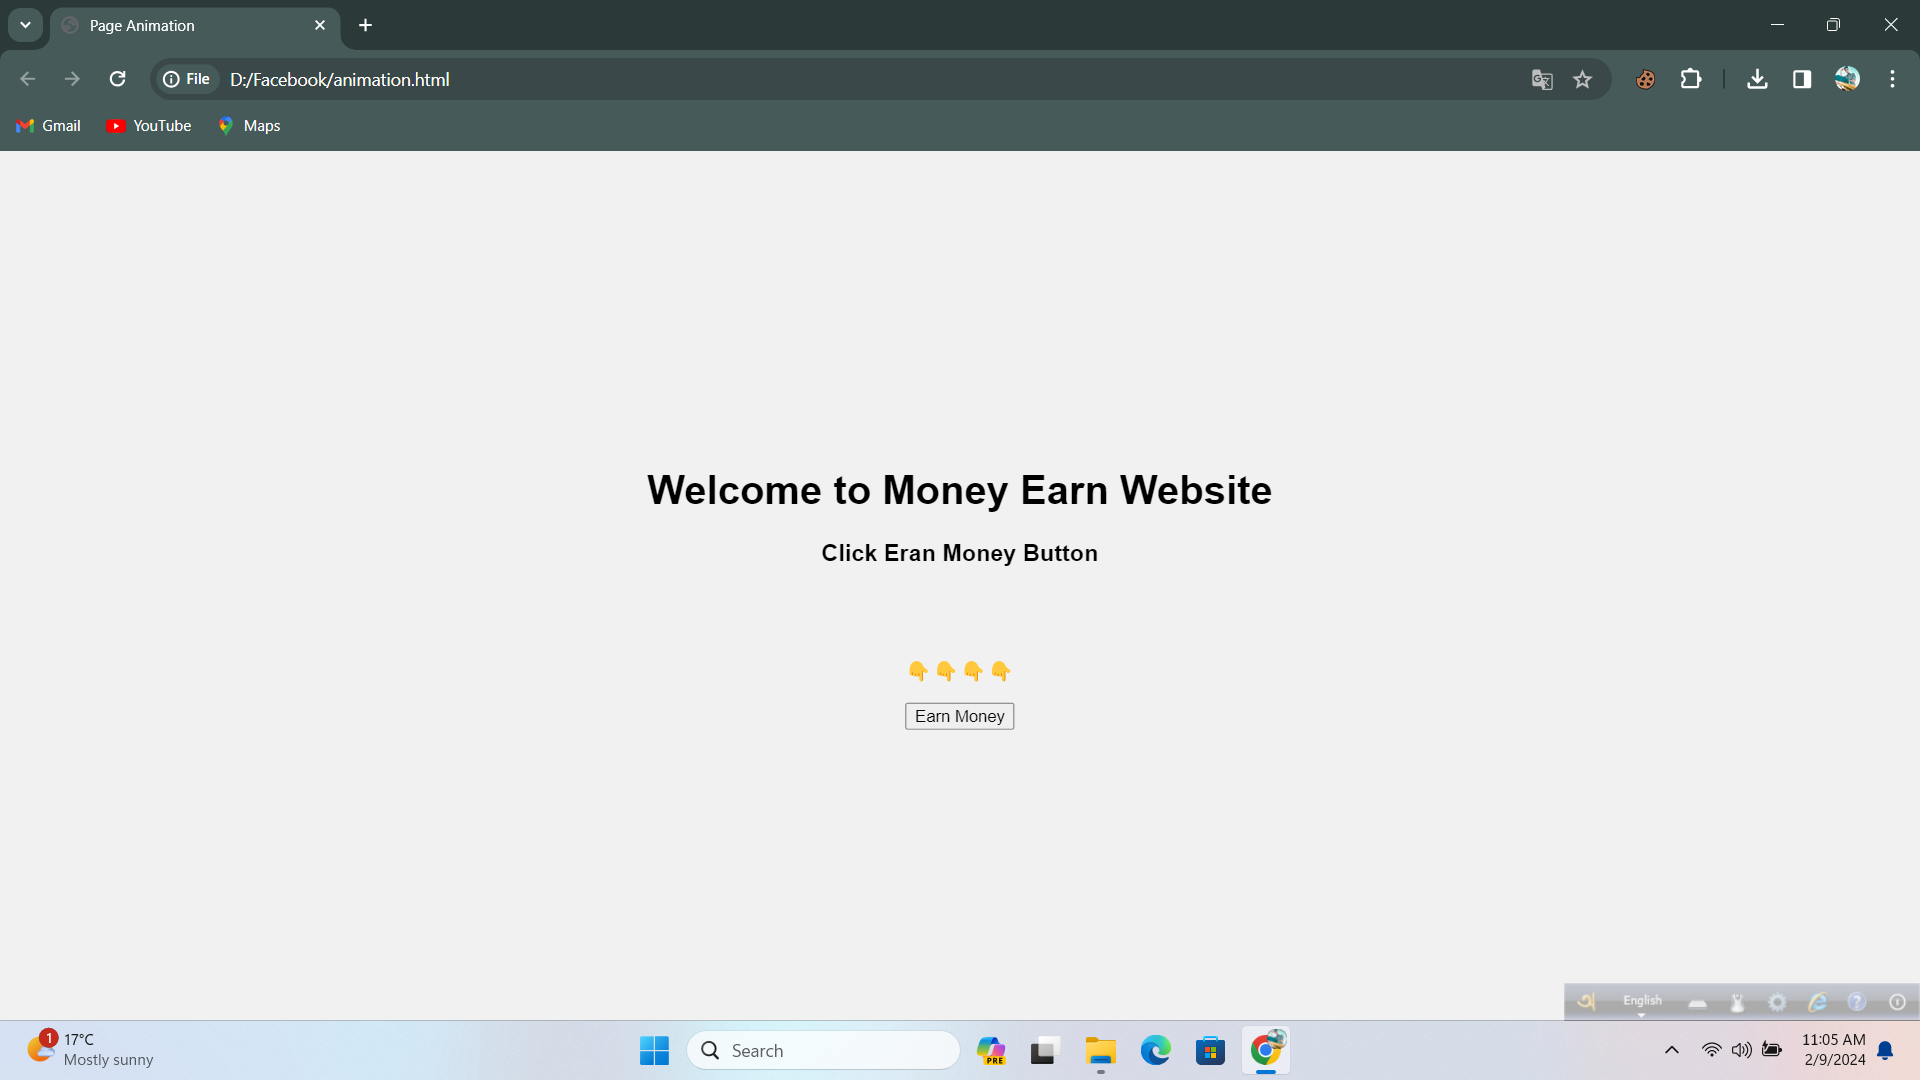 Page Animation
File D:/Facebook/animation.html
Gmail YouTube Maps
Welcome to Money Earn Website
Click Eran Money Button
👇👇👇👇
Earn Money
English
1 17°C
Mostly sunny
Search
PRE
11:05 AM
2/9/2024